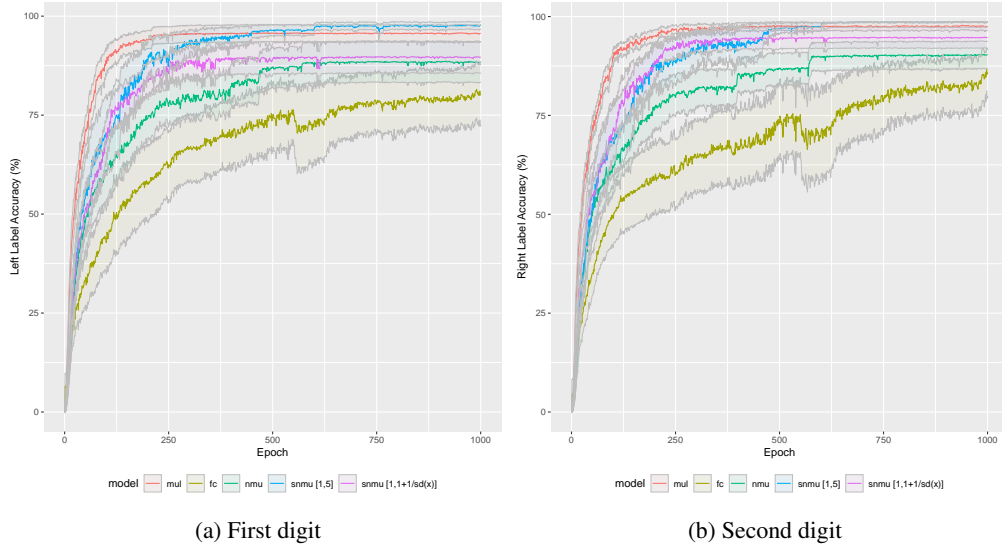 100
75
50
25
0
Left Label Accuracy (%)
0 250 500 750 1000
Epoch
model mul fc nmu snmu [1,5] snmu [1,1+1/sd(x)]
(a) First digit
100
75
50
25
0
Right Label Accuracy (%)
0 250 500 750 1000
Epoch
model mul fc nmu snmu [1,5] snmu [1,1+1/sd(x)]
(b) Second digit